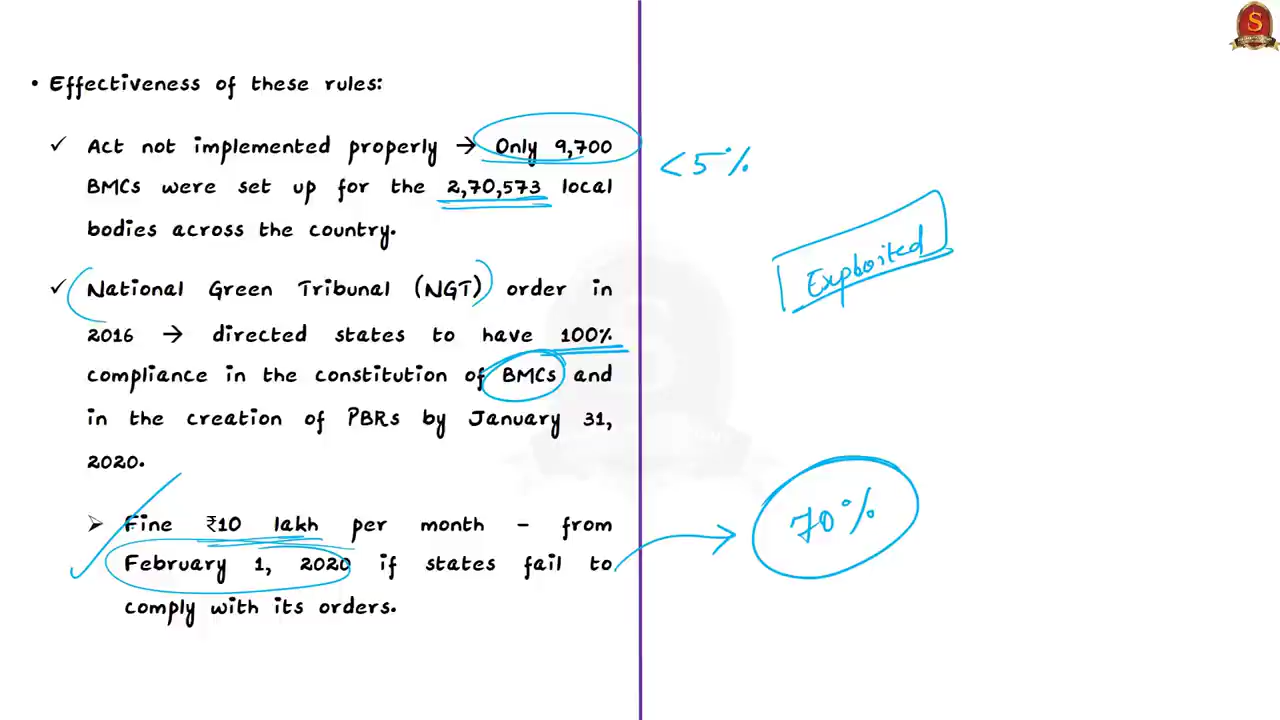 • Effectiveness of these rules:
✓ Act not implemented properly → Only 9,700
BMCs were set up for the 2,70,573 local
bodies across the country.
✓ National Green Tribunal (NGT) order in
2016 → directed states to have 100%
compliance in the constitution of BMCs and
in the creation of PBRs by January 31,
2020.
➢ Fine ₹10 lakh per month - from
February 1, 2020 if states fail to
comply with its orders.
<5%
Exploited
70%
S